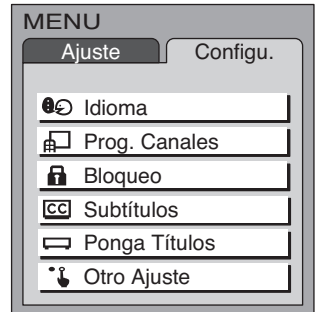 MENU
Ajuste Configu.
Idioma
Prog. Canales
Bloqueo
CC Subtítulos
Ponga Títulos
Otro Ajuste